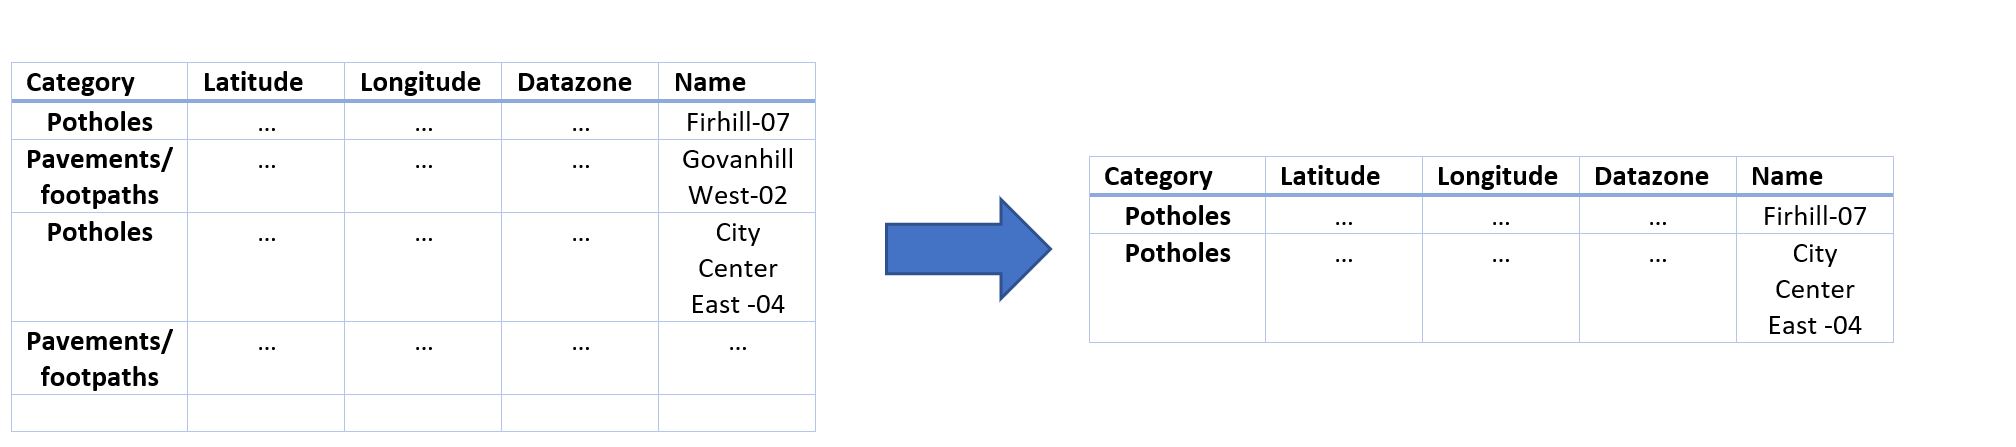 Category Latitude Longitude Datazone Name
Potholes ... ... ... Firhill-07
Pavements/ ... ... ... Govanhill
footpaths West-02
Potholes ... ... ... City
Center
East -04
Pavements/ ... ... ... ...
footpaths
Category Latitude Longitude Datazone Name
Potholes ... ... ... Firhill-07
Potholes ... ... ... City
Center
East -04